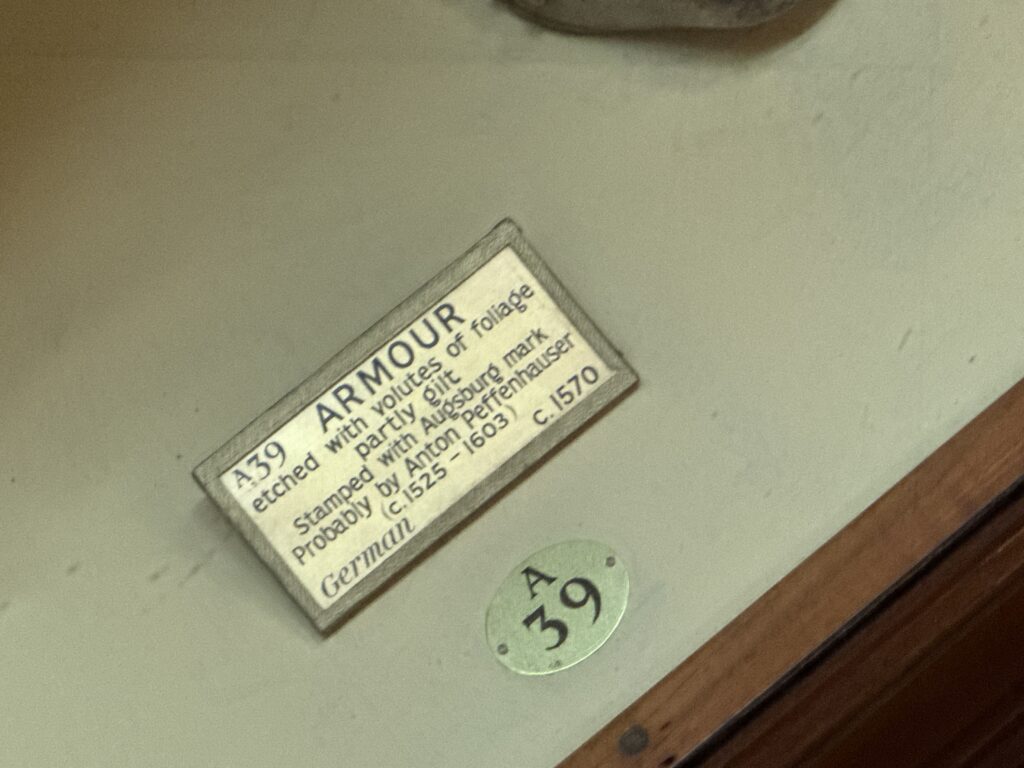 A39 ARMOUR
etched with volutes of foliage
partly gilt
Stamped with Augsburg mark
Probably by Anton Peffenhauser
(c.1525 – 1603)
German c.1570
A
39